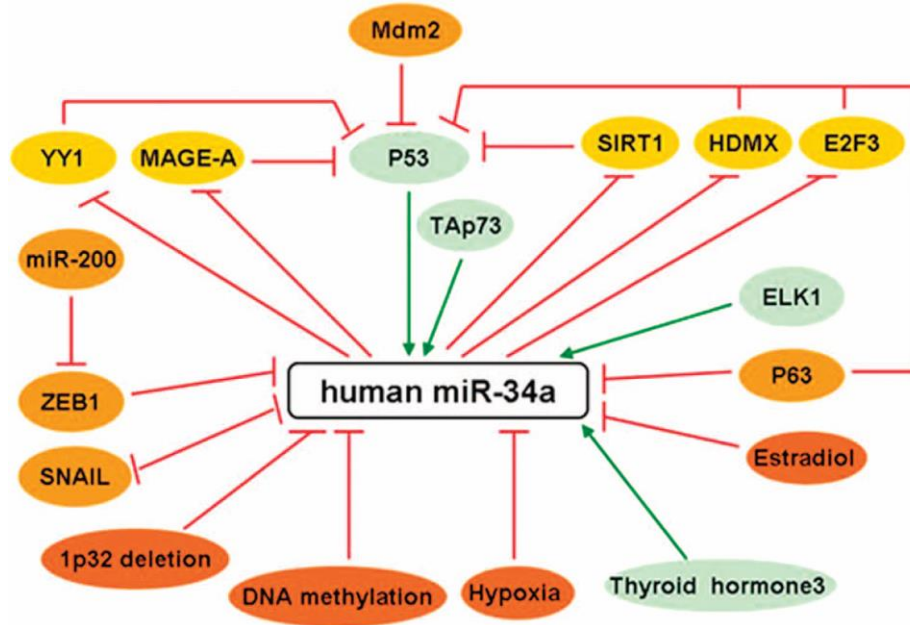 Mdm2
YY1
MAGE-A
P53
SIRT1
HDMX
E2F3
TAp73
miR-200
ELK1
human miR-34a
P63
ZEB1
Estradiol
SNAIL
1p32 deletion
DNA methylation
Hypoxia
Thyroid hormone3